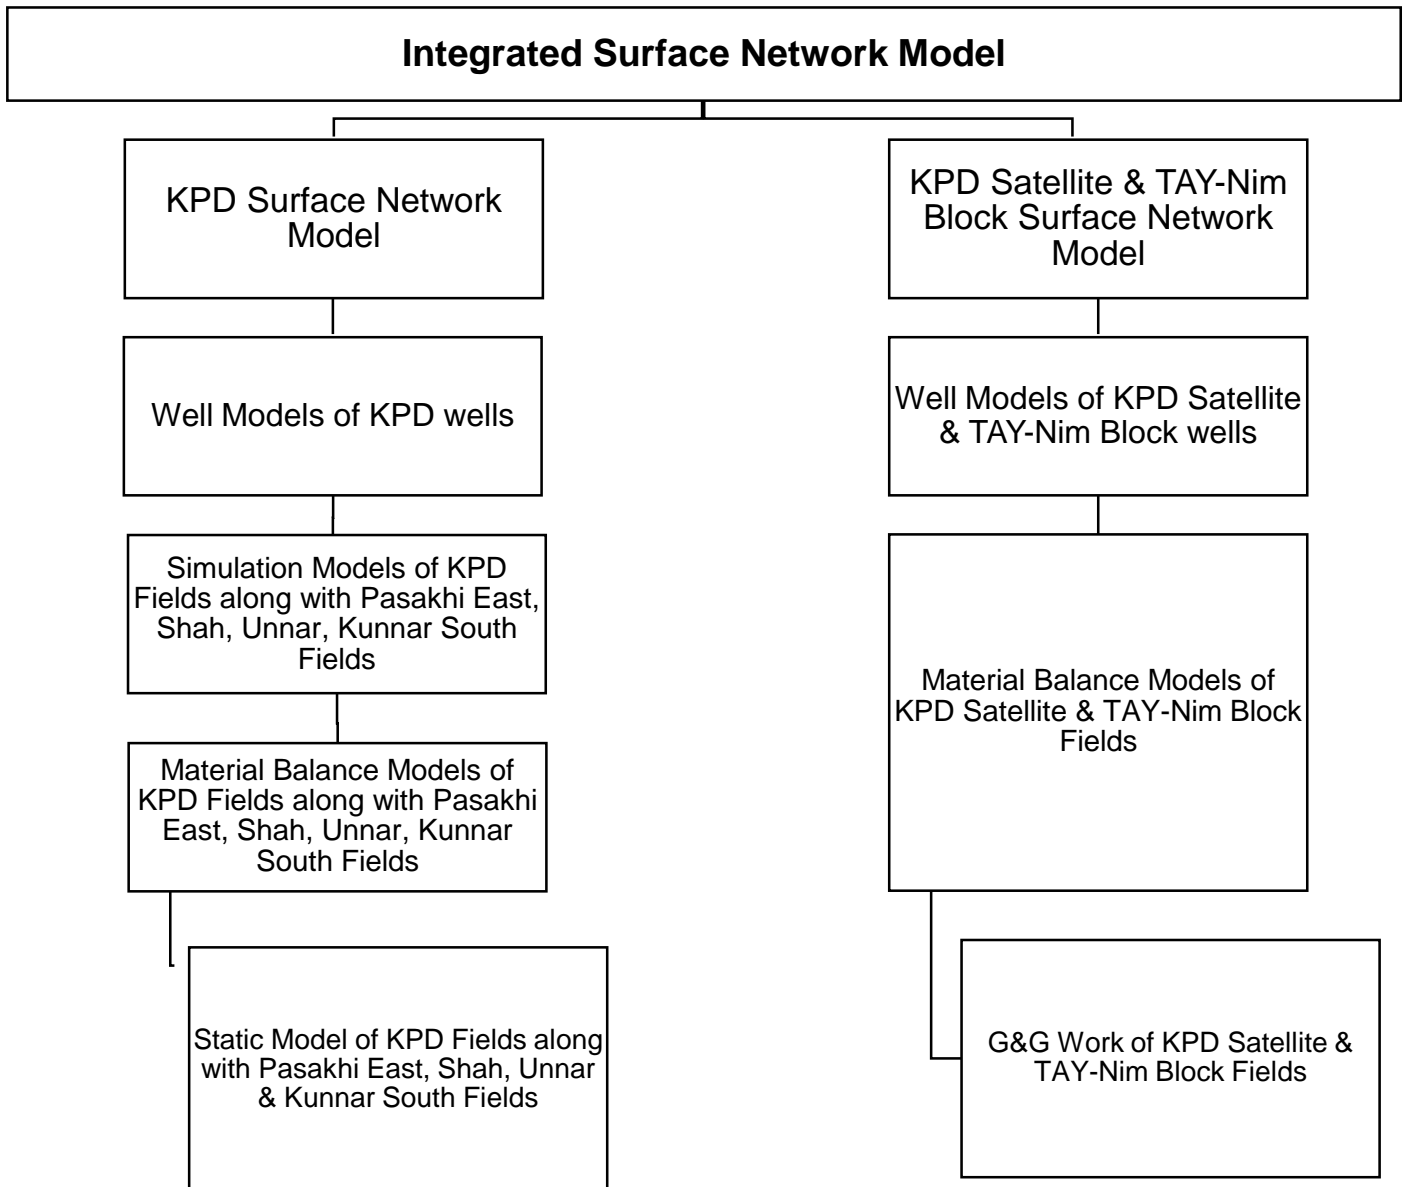 Integrated Surface Network Model
KPD Surface Network
Model
KPD Satellite & TAY-Nim
Block Surface Network
Model
Well Models of KPD wells
Well Models of KPD Satellite
& TAY-Nim Block wells
Simulation Models of KPD
Fields along with Pasakhi East,
Shah, Unnar, Kunnar South
Fields
Material Balance Models of
KPD Satellite & TAY-Nim Block
Fields
Material Balance Models of
KPD Fields along with Pasakhi
East, Shah, Unnar, Kunnar
South Fields
Static Model of KPD Fields along
with Pasakhi East, Shah, Unnar
& Kunnar South Fields
G&G Work of KPD Satellite &
TAY-Nim Block Fields